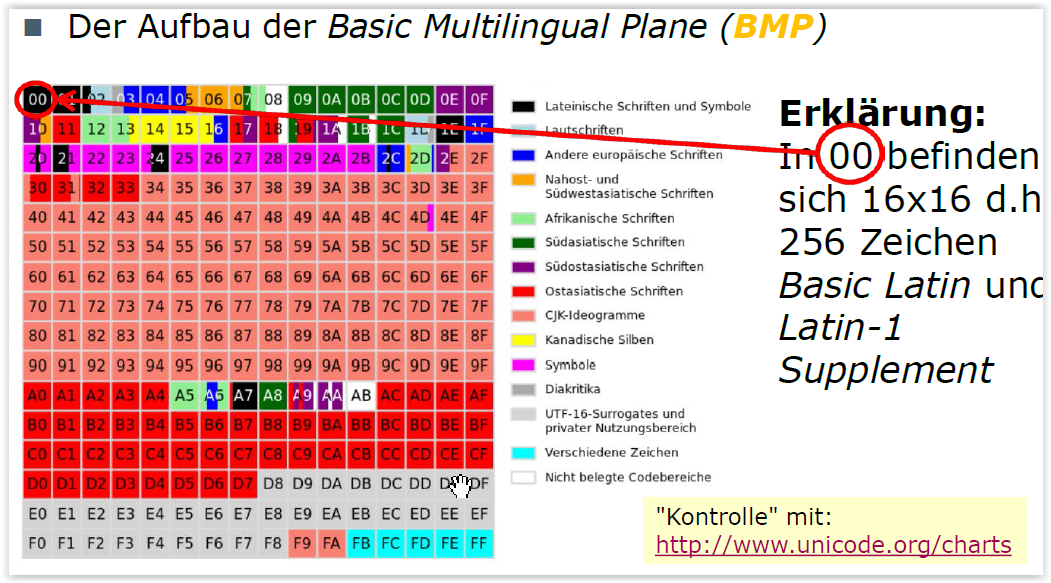 Der Aufbau der Basic Multilingual Plane (BMP)
00 01 02 03 04 05 06 07 08 09 0A 0B 0C 0D 0E 0F
10 11 12 13 14 15 16 17 18 19 1A 1B 1C 1D 1E 1F
20 21 22 23 24 25 26 27 28 29 2A 2B 2C 2D 2E 2F
30 31 32 33 34 35 36 37 38 39 3A 3B 3C 3D 3E 3F
40 41 42 43 44 45 46 47 48 49 4A 4B 4C 4D 4E 4F
50 51 52 53 54 55 56 57 58 59 5A 5B 5C 5D 5E 5F
60 61 62 63 64 65 66 67 68 69 6A 6B 6C 6D 6E 6F
70 71 72 73 74 75 76 77 78 79 7A 7B 7C 7D 7E 7F
80 81 82 83 84 85 86 87 88 89 8A 8B 8C 8D 8E 8F
90 91 92 93 94 95 96 97 98 99 9A 9B 9C 9D 9E 9F
A0 A1 A2 A3 A4 A5 A6 A7 A8 A9 AA AB AC AD AE AF
B0 B1 B2 B3 B4 B5 B6 B7 B8 B9 BA BB BC BD BE BF
C0 C1 C2 C3 C4 C5 C6 C7 C8 C9 CA CB CC CD CE CF
D0 D1 D2 D3 D4 D5 D6 D7 D8 D9 DA DB DC DD DF
E0 E1 E2 E3 E4 E5 E6 E7 E8 E9 EA EB EC ED EE EF
F0 F1 F2 F3 F4 F5 F6 F7 F8 F9 FA FB FC FD FE FF
Lateinische Schriften und Symbole
Lautschriften
Andere europäische Schriften
Nahost- und
Südwestasiatische Schriften
Afrikanische Schriften
Südasiatische Schriften
Südostasiatische Schriften
Ostasiatische Schriften
CJK-Ideogramme
Kanadische Silben
Symbole
Diakritika
UTF-16-Surrogates und
privater Nutzungsbereich
Verschiedene Zeichen
Nicht belegte Codebereiche
Erklärung:
In 00 befinden
sich 16x16 d.h
256 Zeichen
Basic Latin und
Latin-1
Supplement
"Kontrolle" mit:
http://www.unicode.org/charts